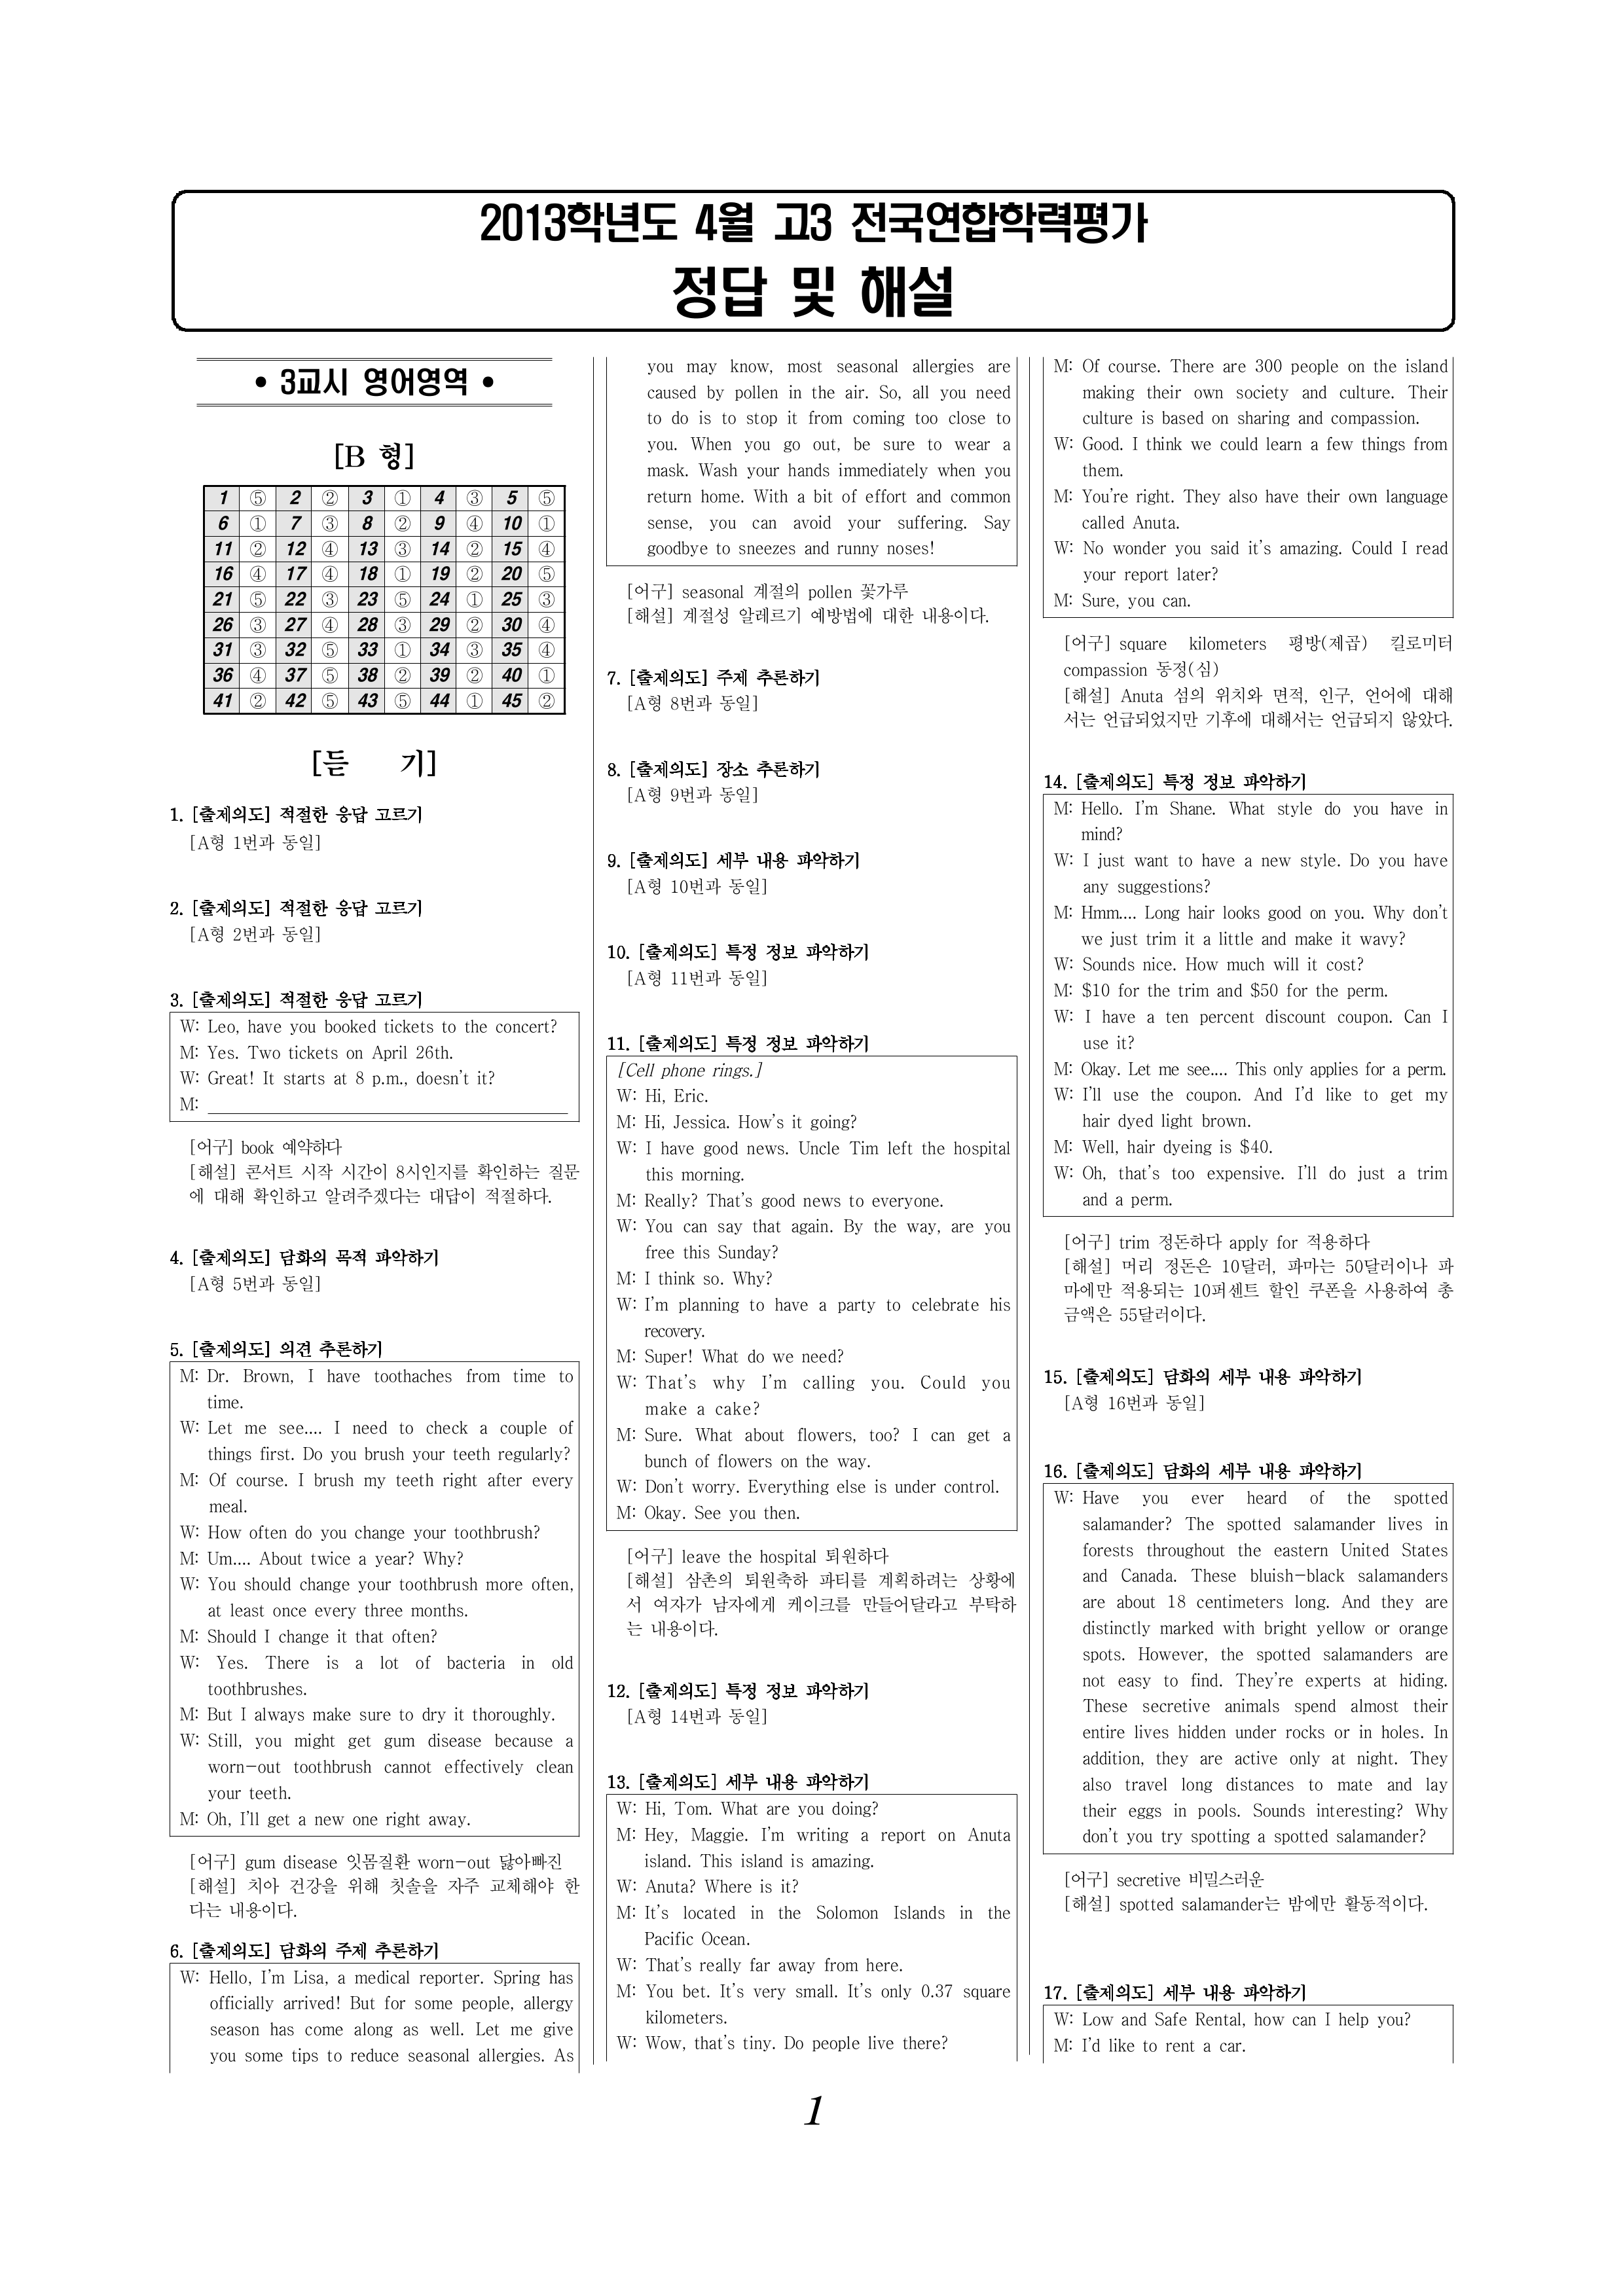 2013학년도 4월 고3 전국연합학력평가
정답 및 해설
• 3교시 영어영역 •
[B 형]
1 ⑤ 2 ② 3 ① 4 ③ 5 ⑤
6 ① 7 ③ 8 ② 9 ④ 10 ①
11 ② 12 ④ 13 ③ 14 ② 15 ④
16 ④ 17 ④ 18 ① 19 ② 20 ⑤
21 ⑤ 22 ③ 23 ⑤ 24 ① 25 ③
26 ③ 27 ④ 28 ③ 29 ② 30 ④
31 ③ 32 ⑤ 33 ① 34 ③ 35 ④
36 ④ 37 ⑤ 38 ② 39 ② 40 ①
41 ② 42 ⑤ 43 ⑤ 44 ① 45 ②
[듣 기]
1. [출제의도] 적절한 응답 고르기
[A형 1번과 동일]
2. [출제의도] 적절한 응답 고르기
[A형 2번과 동일]
3. [출제의도] 적절한 응답 고르기
W: Leo, have you booked tickets to the concert?
M: Yes. Two tickets on April 26th.
W: Great! It starts at 8 p.m., doesn't it?
M:
[어구] book 예약하다
[해설] 콘서트 시작 시간이 8시인지를 확인하는 질문
에 대해 확인하고 알려주겠다는 대답이 적절하다.
4. [출제의도] 담화의 목적 파악하기
[A형 5번과 동일]
5. [출제의도] 의견 추론하기
M: Dr. Brown, I have toothaches from time to
time.
W: Let me see.... I need to check a couple of
things first. Do you brush your teeth regularly?
M: Of course. I brush my teeth right after every
meal.
W: How often do you change your toothbrush?
M: Um.... About twice a year? Why?
W: You should change your toothbrush more often,
at least once every three months.
M: Should I change it that often?
W: Yes. There is a lot of bacteria in old
toothbrushes.
M: But I always make sure to dry it thoroughly.
W: Still, you might get gum disease because a
worn-out toothbrush cannot effectively clean
your teeth.
M: Oh, I'll get a new one right away.
[어구] gum disease 잇몸질환 worn-out 닳아빠진
[해설] 치아 건강을 위해 칫솔을 자주 교체해야 한
다는 내용이다.
6. [출제의도] 담화의 주제 추론하기
W: Hello, I'm Lisa, a medical reporter. Spring has
officially arrived! But for some people, allergy
season has come along as well. Let me give
you some tips to reduce seasonal allergies. As
you may know, most seasonal allergies are
caused by pollen in the air. So, all you need
to do is to stop it from coming too close to
you. When you go out, be sure to wear a
mask. Wash your hands immediately when you
return home. With a bit of effort and common
sense, you can avoid your suffering. Say
goodbye to sneezes and runny noses!
[어구] seasonal 계절의 pollen 꽃가루
[해설] 계절성 알레르기 예방법에 대한 내용이다.
7. [출제의도] 주제 추론하기
[A형 8번과 동일]
8. [출제의도] 장소 추론하기
[A형 9번과 동일]
9. [출제의도] 세부 내용 파악하기
[A형 10번과 동일]
10. [출제의도] 특정 정보 파악하기
[A형 11번과 동일]
11. [출제의도] 특정 정보 파악하기
[Cell phone rings.]
W: Hi, Eric.
M: Hi, Jessica. How's it going?
W: I have good news. Uncle Tim left the hospital
this morning.
M: Really? That's good news to everyone.
W: You can say that again. By the way, are you
free this Sunday?
M: I think so. Why?
W: I'm planning to have a party to celebrate his
recovery.
M: Super! What do we need?
W: That's why I'm calling you. Could you
make a cake?
M: Sure. What about flowers, too? I can get a
bunch of flowers on the way.
W: Don't worry. Everything else is under control.
M: Okay. See you then.
[어구] leave the hospital 퇴원하다
[해설] 삼촌의 퇴원축하 파티를 계획하려는 상황에
서 여자가 남자에게 케이크를 만들어달라고 부탁하
는 내용이다.
12. [출제의도] 특정 정보 파악하기
[A형 14번과 동일]
13. [출제의도] 세부 내용 파악하기
W: Hi, Tom. What are you doing?
M: Hey, Maggie. I'm writing a report on Anuta
island. This island is amazing.
W: Anuta? Where is it?
M: It's located in the Solomon Islands in the
Pacific Ocean.
W: That's really far away from here.
M: You bet. It's very small. It's only 0.37 square
kilometers.
W: Wow, that's tiny. Do people live there?
M: Of course. There are 300 people on the island
making their own society and culture. Their
culture is based on sharing and compassion.
W: Good. I think we could learn a few things from
them.
M: You're right. They also have their own language
called Anuta.
W: No wonder you said it's amazing. Could I read
your report later?
M: Sure, you can.
[어구] square kilometers 평방(제곱) 킬로미터
compassion 동정(심)
[해설] Anuta 섬의 위치와 면적, 인구, 언어에 대해
서는 언급되었지만 기후에 대해서는 언급되지 않았다.
14. [출제의도] 특정 정보 파악하기
M: Hello. I'm Shane. What style do you have in
mind?
W: I just want to have a new style. Do you have
any suggestions?
M: Hmm.... Long hair looks good on you. Why don't
we just trim it a little and make it wavy?
W: Sounds nice. How much will it cost?
M: $10 for the trim and $50 for the perm.
W: I have a ten percent discount coupon. Can I
use it?
M: Okay. Let me see.... This only applies for a perm.
W: I'll use the coupon. And I'd like to get my
hair dyed light brown.
M: Well, hair dyeing is $40.
W: Oh, that's too expensive. I'll do just a trim
and a perm.
[어구] trim 정돈하다 apply for 적용하다
[해설] 머리 정돈은 10달러, 파마는 50달러이나 파
마에만 적용되는 10퍼센트 할인 쿠폰을 사용하여 총
금액은 55달러이다.
15. [출제의도] 담화의 세부 내용 파악하기
[A형 16번과 동일]
16. [출제의도] 담화의 세부 내용 파악하기
W: Have you ever heard of the spotted
salamander? The spotted salamander lives in
forests throughout the eastern United States
and Canada. These bluish-black salamanders
are about 18 centimeters long. And they are
distinctly marked with bright yellow or orange
spots. However, the spotted salamanders are
not easy to find. They're experts at hiding.
These secretive animals spend almost their
entire lives hidden under rocks or in holes. In
addition, they are active only at night. They
also travel long distances to mate and lay
their eggs in pools. Sounds interesting? Why
don't you try spotting a spotted salamander?
[어구] secretive 비밀스러운
[해설] spotted salamander는 밤에만 활동적이다.
17. [출제의도] 세부 내용 파악하기
W: Low and Safe Rental, how can I help you?
M: I'd like to rent a car.
1